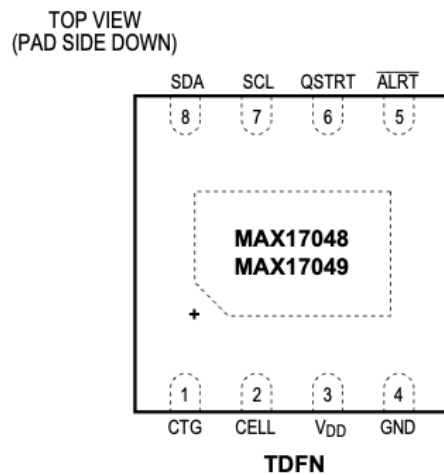 TOP VIEW
(PAD SIDE DOWN)
SDA SCL QSTRT ALRT
8 7 6 5
MAX17048
MAX17049
+
1 2 3 4
CTG CELL VDD GND
TDFN